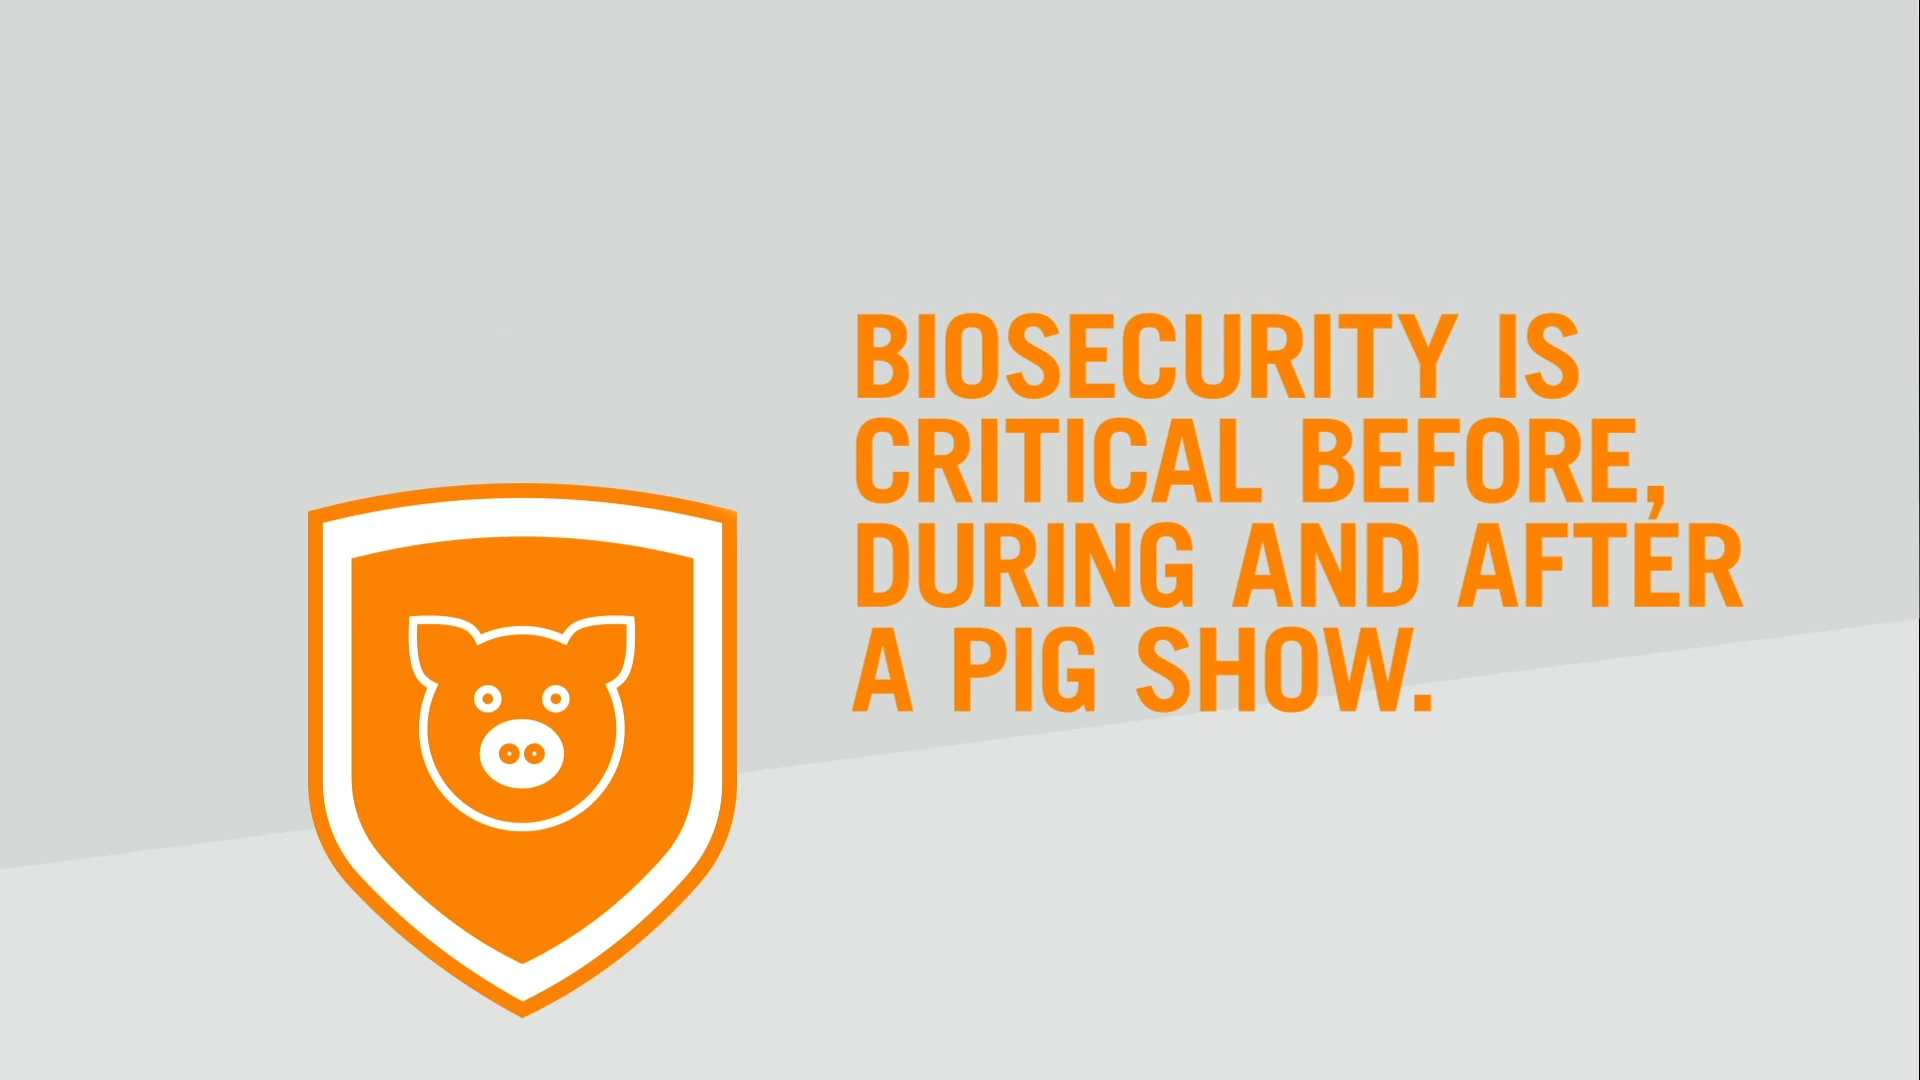 BIOSECURITY IS
CRITICAL BEFORE,
DURING AND AFTER
A PIG SHOW.